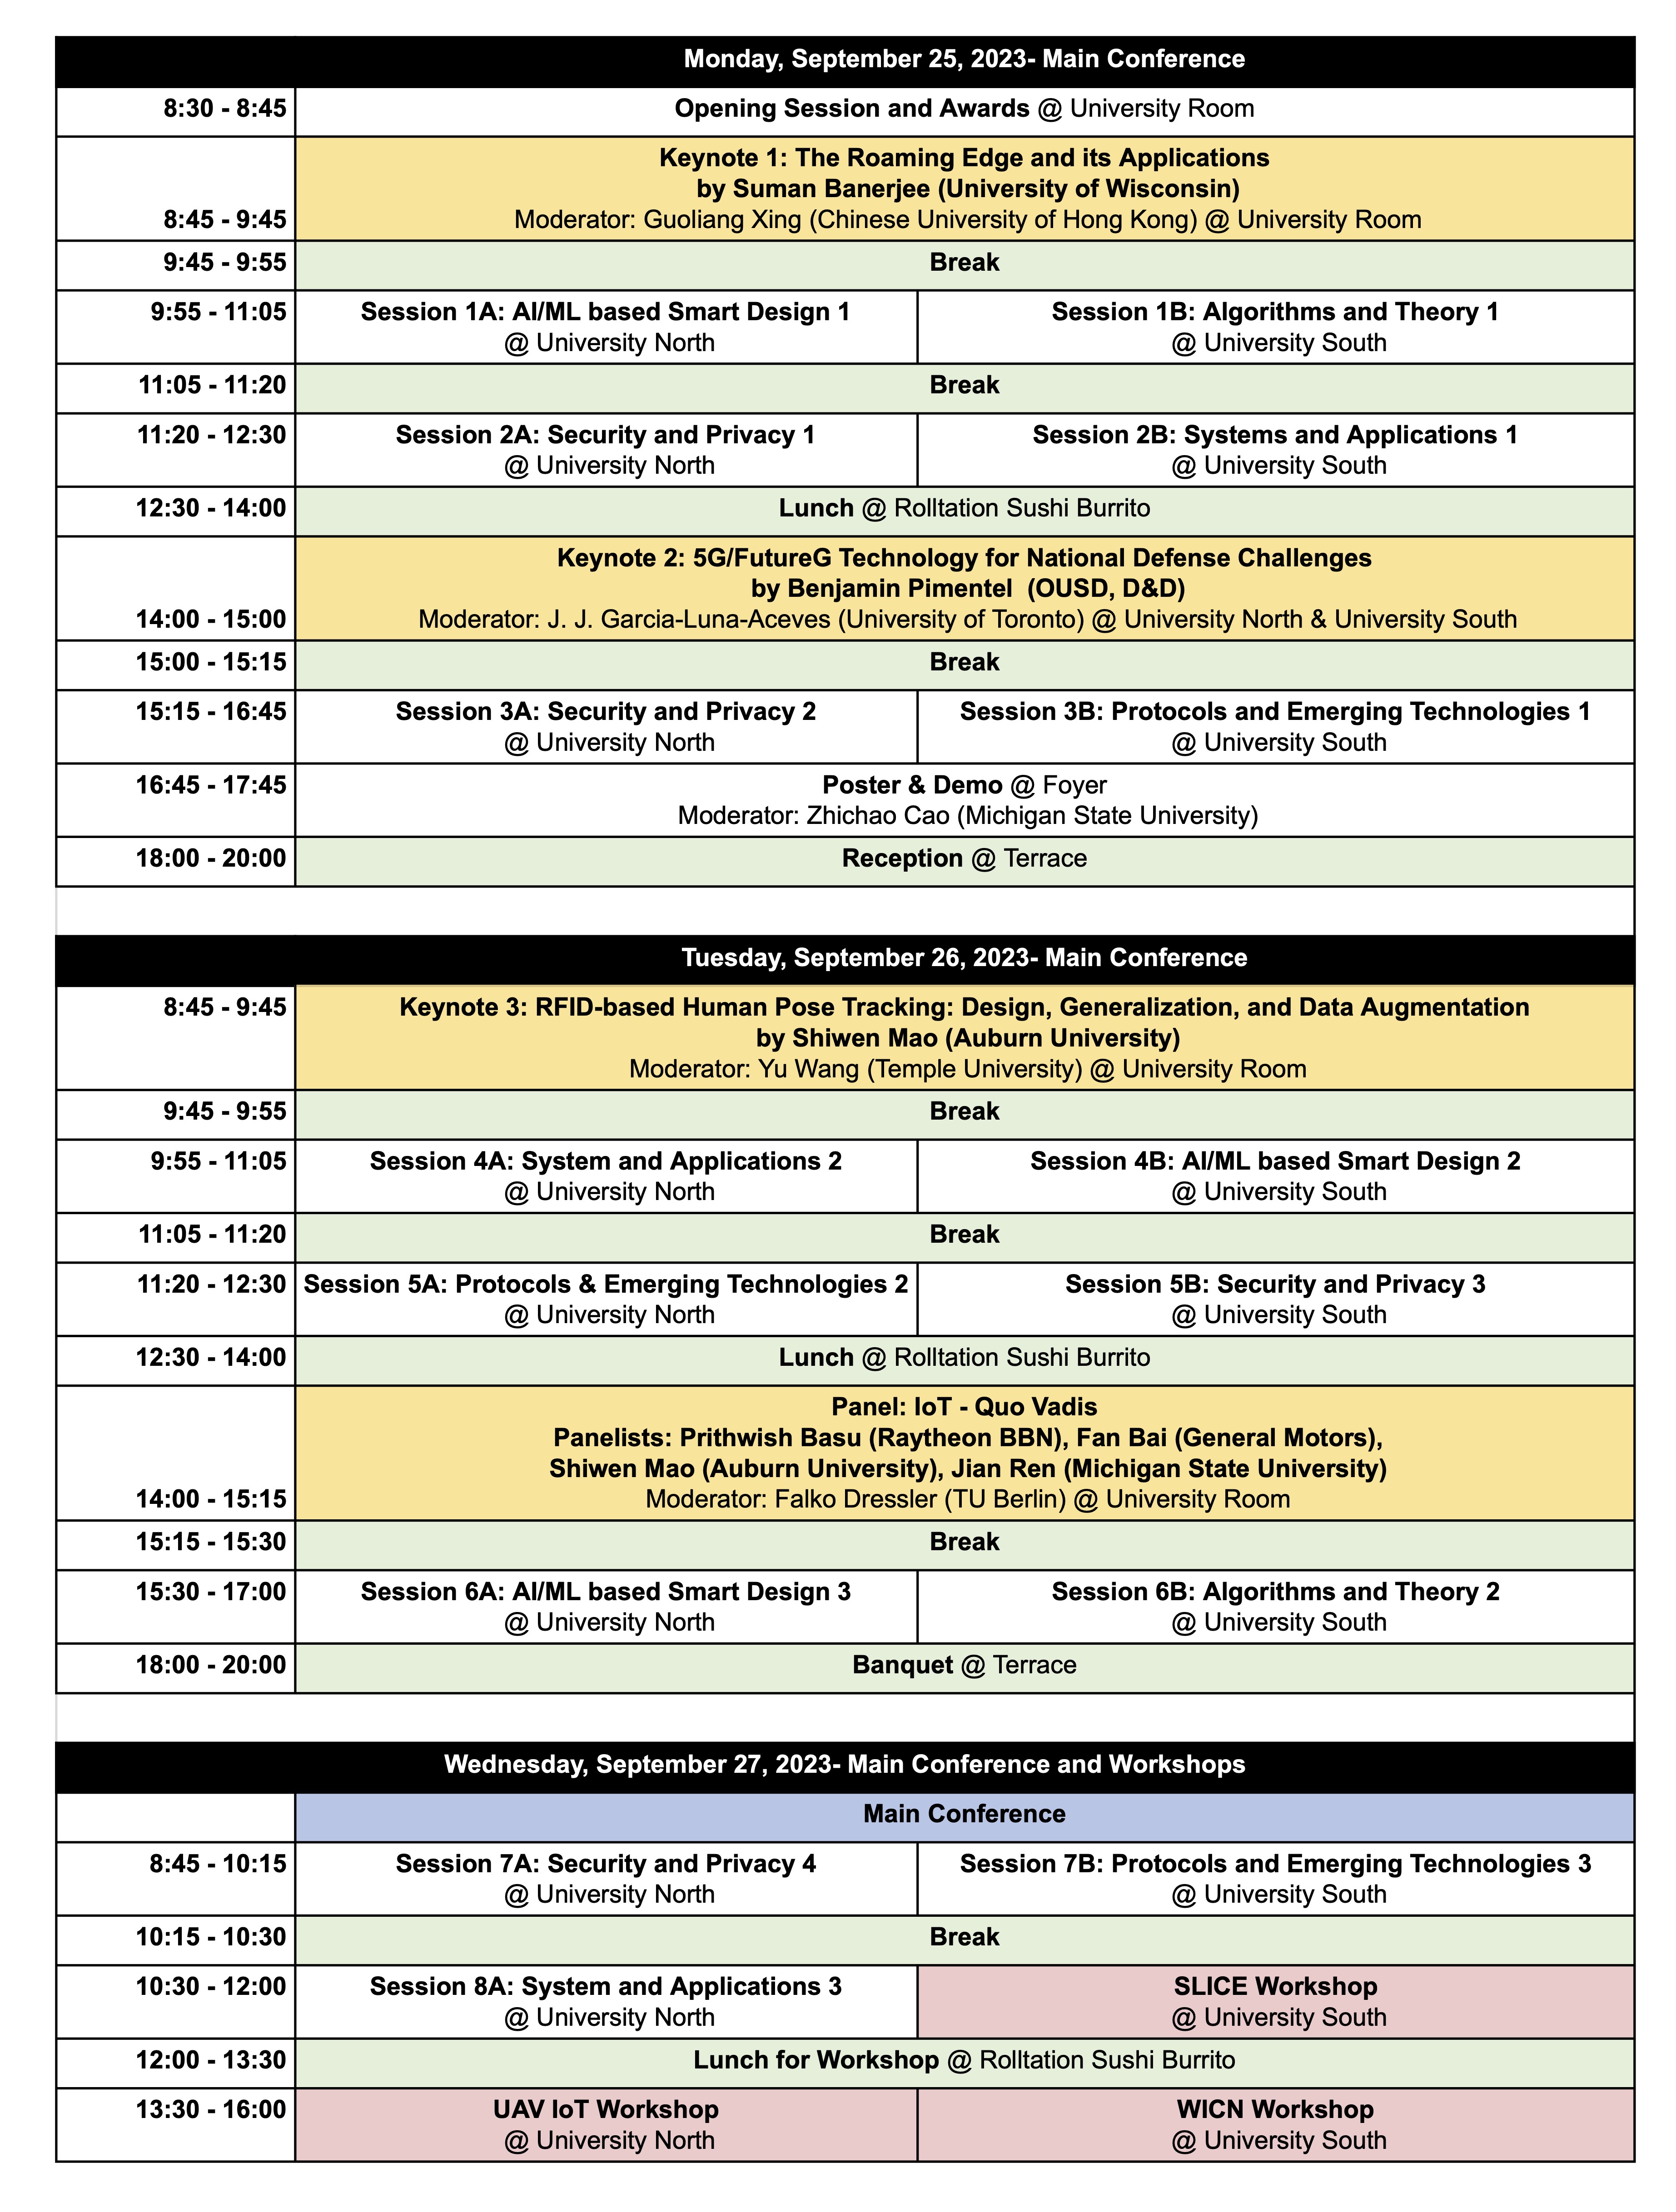 Monday, September 25, 2023- Main Conference
8:30 - 8:45
Opening Session and Awards @ University Room
Keynote 1: The Roaming Edge and its Applications
by Suman Banerjee (University of Wisconsin)
8:45 - 9:45
Moderator: Guoliang Xing (Chinese University of Hong Kong) @ University Room
9:45 - 9:55
Break
9:55 - 11:05
Session 1A: AI/ML based Smart Design 1
@ University North
Session 1B: Algorithms and Theory 1
@ University South
11:05 - 11:20
Break
11:20 - 12:30
Session 2A: Security and Privacy 1
@ University North
Session 2B: Systems and Applications 1
@ University South
12:30 - 14:00
Lunch @ Rolltation Sushi Burrito
Keynote 2: 5G/FutureG Technology for National Defense Challenges
by Benjamin Pimentel  (OUSD, D&D)
14:00 - 15:00
Moderator: J. J. Garcia-Luna-Aceves (University of Toronto) @ University North & University South
15:00 - 15:15
Break
15:15 - 16:45
Session 3A: Security and Privacy 2
@ University North
Session 3B: Protocols and Emerging Technologies 1
@ University South
16:45 - 17:45
Poster & Demo @ Foyer
Moderator: Zhichao Cao (Michigan State University)
18:00 - 20:00
Reception @ Terrace
Tuesday, September 26, 2023- Main Conference
8:45 - 9:45
Keynote 3: RFID-based Human Pose Tracking: Design, Generalization, and Data Augmentation
by Shiwen Mao (Auburn University)
Moderator: Yu Wang (Temple University) @ University Room
9:45 - 9:55
Break
9:55 - 11:05
Session 4A: System and Applications 2
@ University North
Session 4B: AI/ML based Smart Design 2
@ University South
11:05 - 11:20
Break
11:20 - 12:30
Session 5A: Protocols & Emerging Technologies 2
@ University North
Session 5B: Security and Privacy 3
@ University South
12:30 - 14:00
Lunch @ Rolltation Sushi Burrito
Panel: IoT - Quo Vadis
Panelists: Prithwish Basu (Raytheon BBN), Fan Bai (General Motors),
Shiwen Mao (Auburn University), Jian Ren (Michigan State University)
14:00 - 15:15
Moderator: Falko Dressler (TU Berlin) @ University Room
15:15 - 15:30
Break
15:30 - 17:00
Session 6A: AI/ML based Smart Design 3
@ University North
Session 6B: Algorithms and Theory 2
@ University South
18:00 - 20:00
Banquet @ Terrace
Wednesday, September 27, 2023- Main Conference and Workshops
Main Conference
8:45 - 10:15
Session 7A: Security and Privacy 4
@ University North
Session 7B: Protocols and Emerging Technologies 3
@ University South
10:15 - 10:30
Break
10:30 - 12:00
Session 8A: System and Applications 3
@ University North
SLICE Workshop
@ University South
12:00 - 13:30
Lunch for Workshop @ Rolltation Sushi Burrito
13:30 - 16:00
UAV IoT Workshop
@ University North
WICN Workshop
@ University South